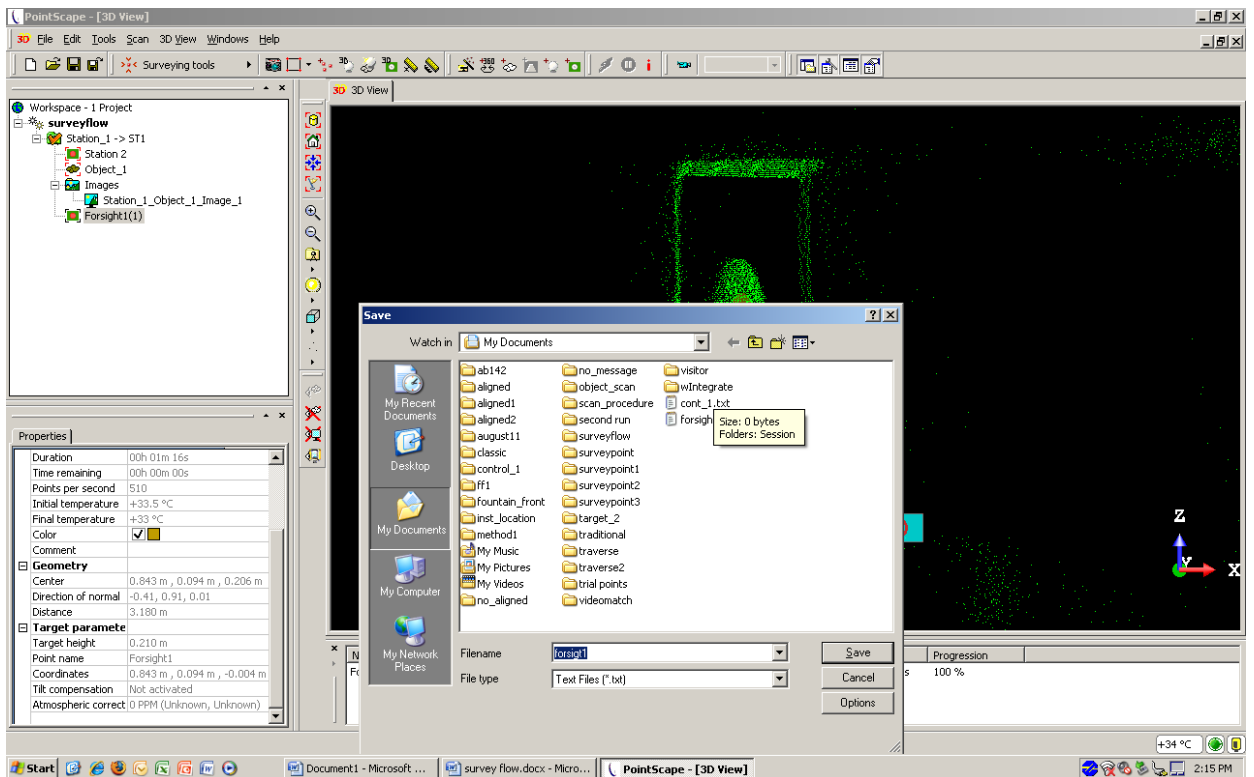 PointScape - [3D View]
3D File Edit Tools Scan 3D View Windows Help
Surveying tools
3D 3D View
Workspace - 1 Project
surveyflow
Station_1 -> ST1
Station 2
Object_1
Images
Station_1_Object_1_Image_1
Forsight1(1)
Properties
Duration 00h 01m 16s
Time remaining 00h 00m 00s
Points per second 510
Initial temperature +33.5 °C
Final temperature +33 °C
Color
Comment
Geometry
Center 0.843 m , 0.094 m , 0.206 m
Direction of normal -0.41, 0.91, 0.01
Distance 3.180 m
Target paramete
Target height 0.210 m
Point name Forsight1
Coordinates 0.843 m , 0.094 m , -0.004 m
Tilt compensation Not activated
Atmospheric correct 0 PPM (Unknown, Unknown)
Save
Watch in My Documents
My Recent Documents
Desktop
My Documents
My Computer
My Network Places
ab142 no_message visitor
aligned object_scan wIntegrate
aligned1 scan_procedure cont_1.txt
aligned2 second run forsigh
august11 surveyflow
classic surveypoint
control_1 surveypoint1
ff1 surveypoint2
fountain_front surveypoint3
inst_location target_2
method1 traditional
My Music traverse
My Pictures traverse2
My Videos trial points
no_aligned videomatch
Size: 0 bytes
Folders: Session
Filename forsigt1 Save
File type Text Files (*.txt) Cancel
Options
Z
Y
X
N Progression
Fo s 100 %
+34 °C
Start Document1 - Microsoft ... survey flow.docx - Micro... PointScape - [3D View] 2:15 PM